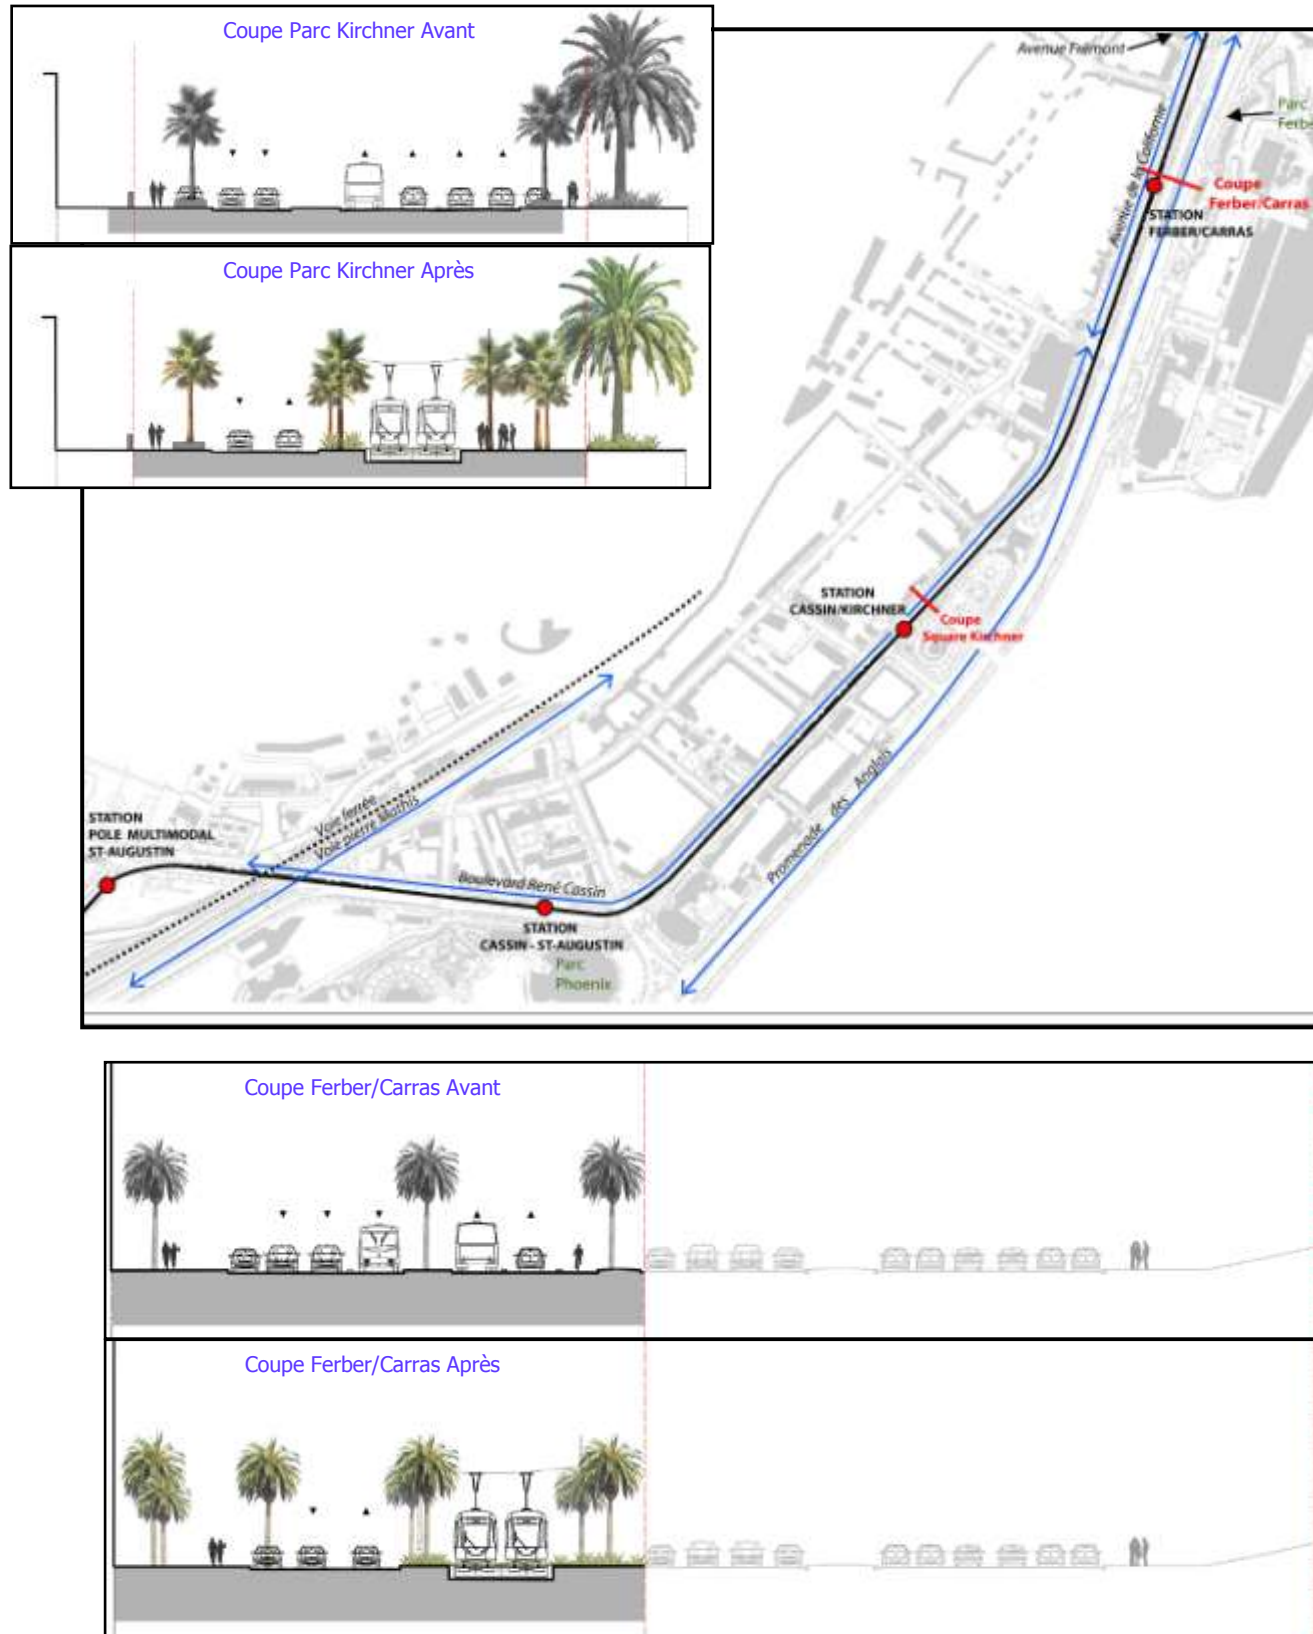 Coupe Parc Kirchner Avant
Coupe Parc Kirchner Après
Avenue Frémont
Parc
Avenue de la Californie
Coupe
Ferber/Carras
STATION
FERBER/CARRAS
STATION
CASSIN/KIRCHNER
Coupe
Square Kirchner
Promenade des Anglais
Voie ferrée
Voie pierre Mathis
STATION
POLE MULTIMODAL
ST-AUGUSTIN
Boulevard René Cassin
STATION
CASSIN - ST-AUGUSTIN
Parc
Phoenix
Coupe Ferber/Carras Avant
Coupe Ferber/Carras Après